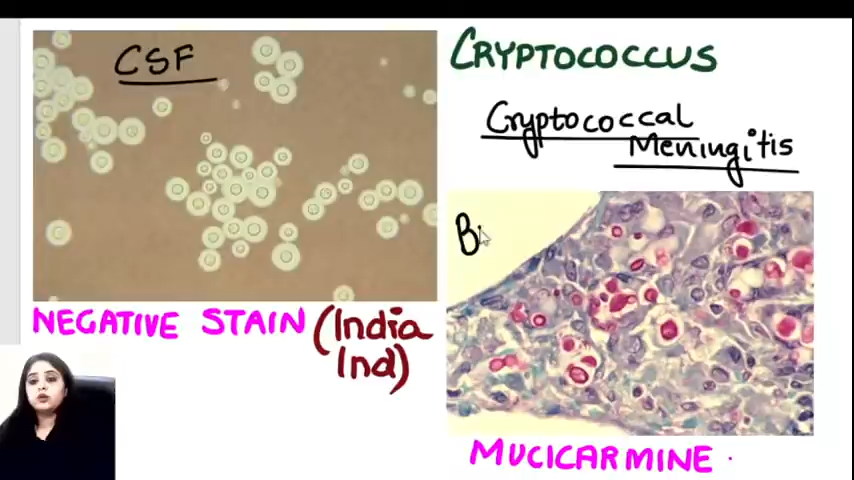 CSF
NEGATIVE STAIN (India
Ind)
CRYPTOCOCCUS
Cryptococcal
Meningitis
B
MUCICARMINE